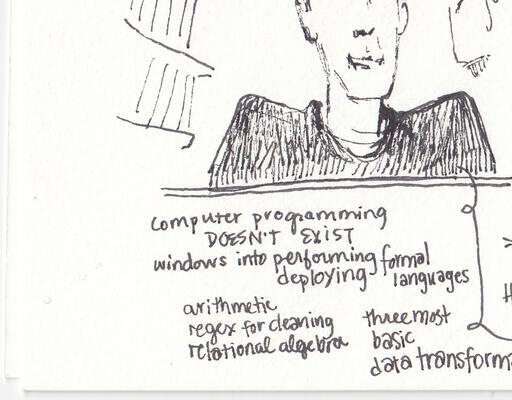 computer programming
DOESN'T EXIST
windows into performing formal
deploying languages
arithmetic
regex for cleaning
relational algebra
three most
basic
data transforma